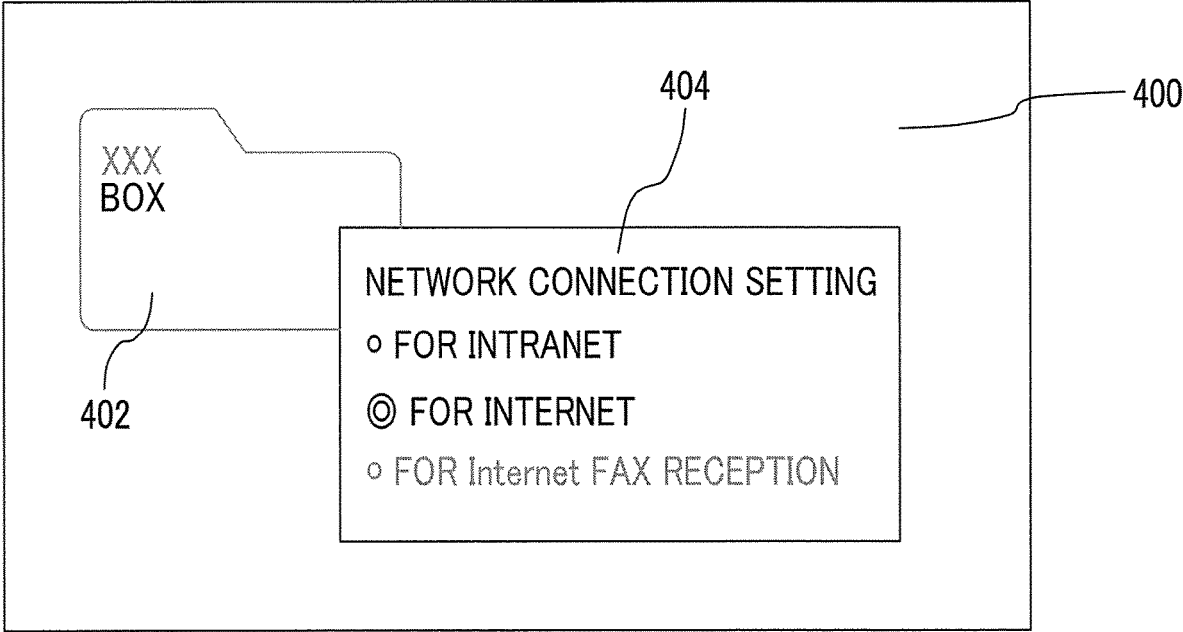 404
400
XXX
BOX
NETWORK CONNECTION SETTING
FOR INTRANET
FOR INTERNET
FOR Internet FAX RECEPTION
402